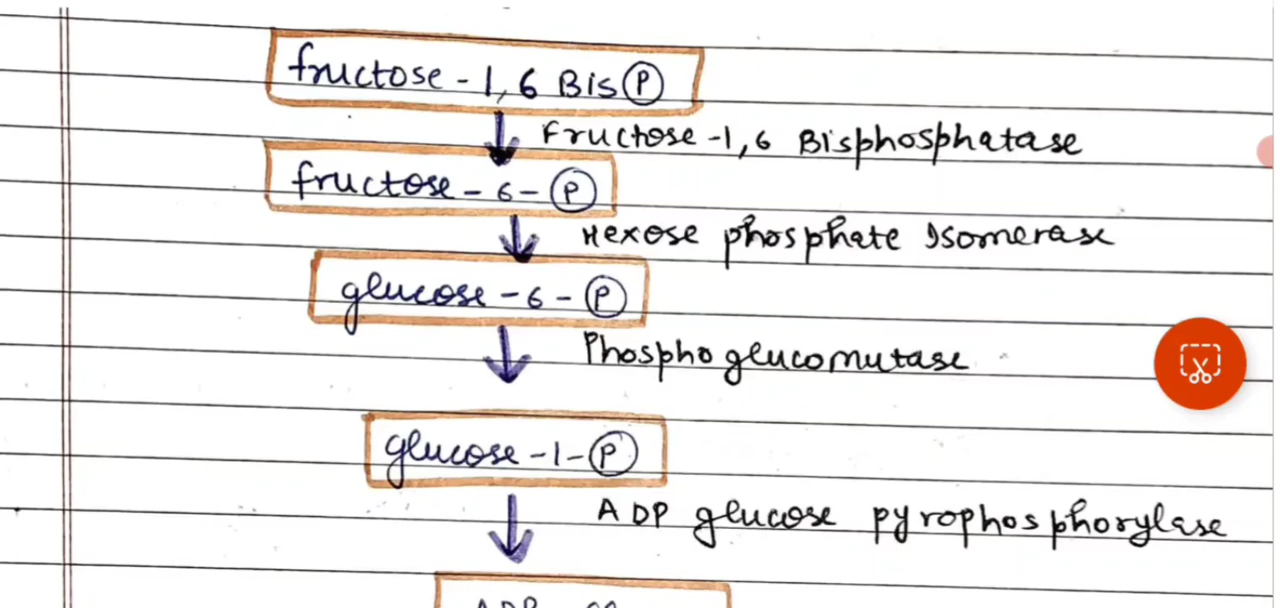 fructose - 1,6 Bis Ⓟ
Fructose -1,6 Bisphosphatase
fructose - 6 - Ⓟ
Hexose phosphate Isomerase
glucose - 6 - Ⓟ
Phosphoglucomutase
glucose - 1 - Ⓟ
ADP glucose pyrophosphorylase
ADP